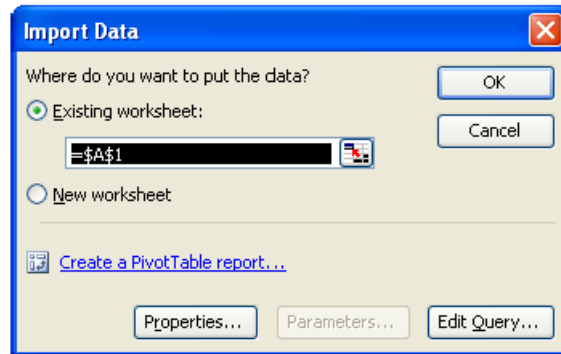 Import Data
Where do you want to put the data?
Existing worksheet:
=$A$1
New worksheet
Create a PivotTable report...
Properties...
Parameters...
Edit Query...
OK
Cancel